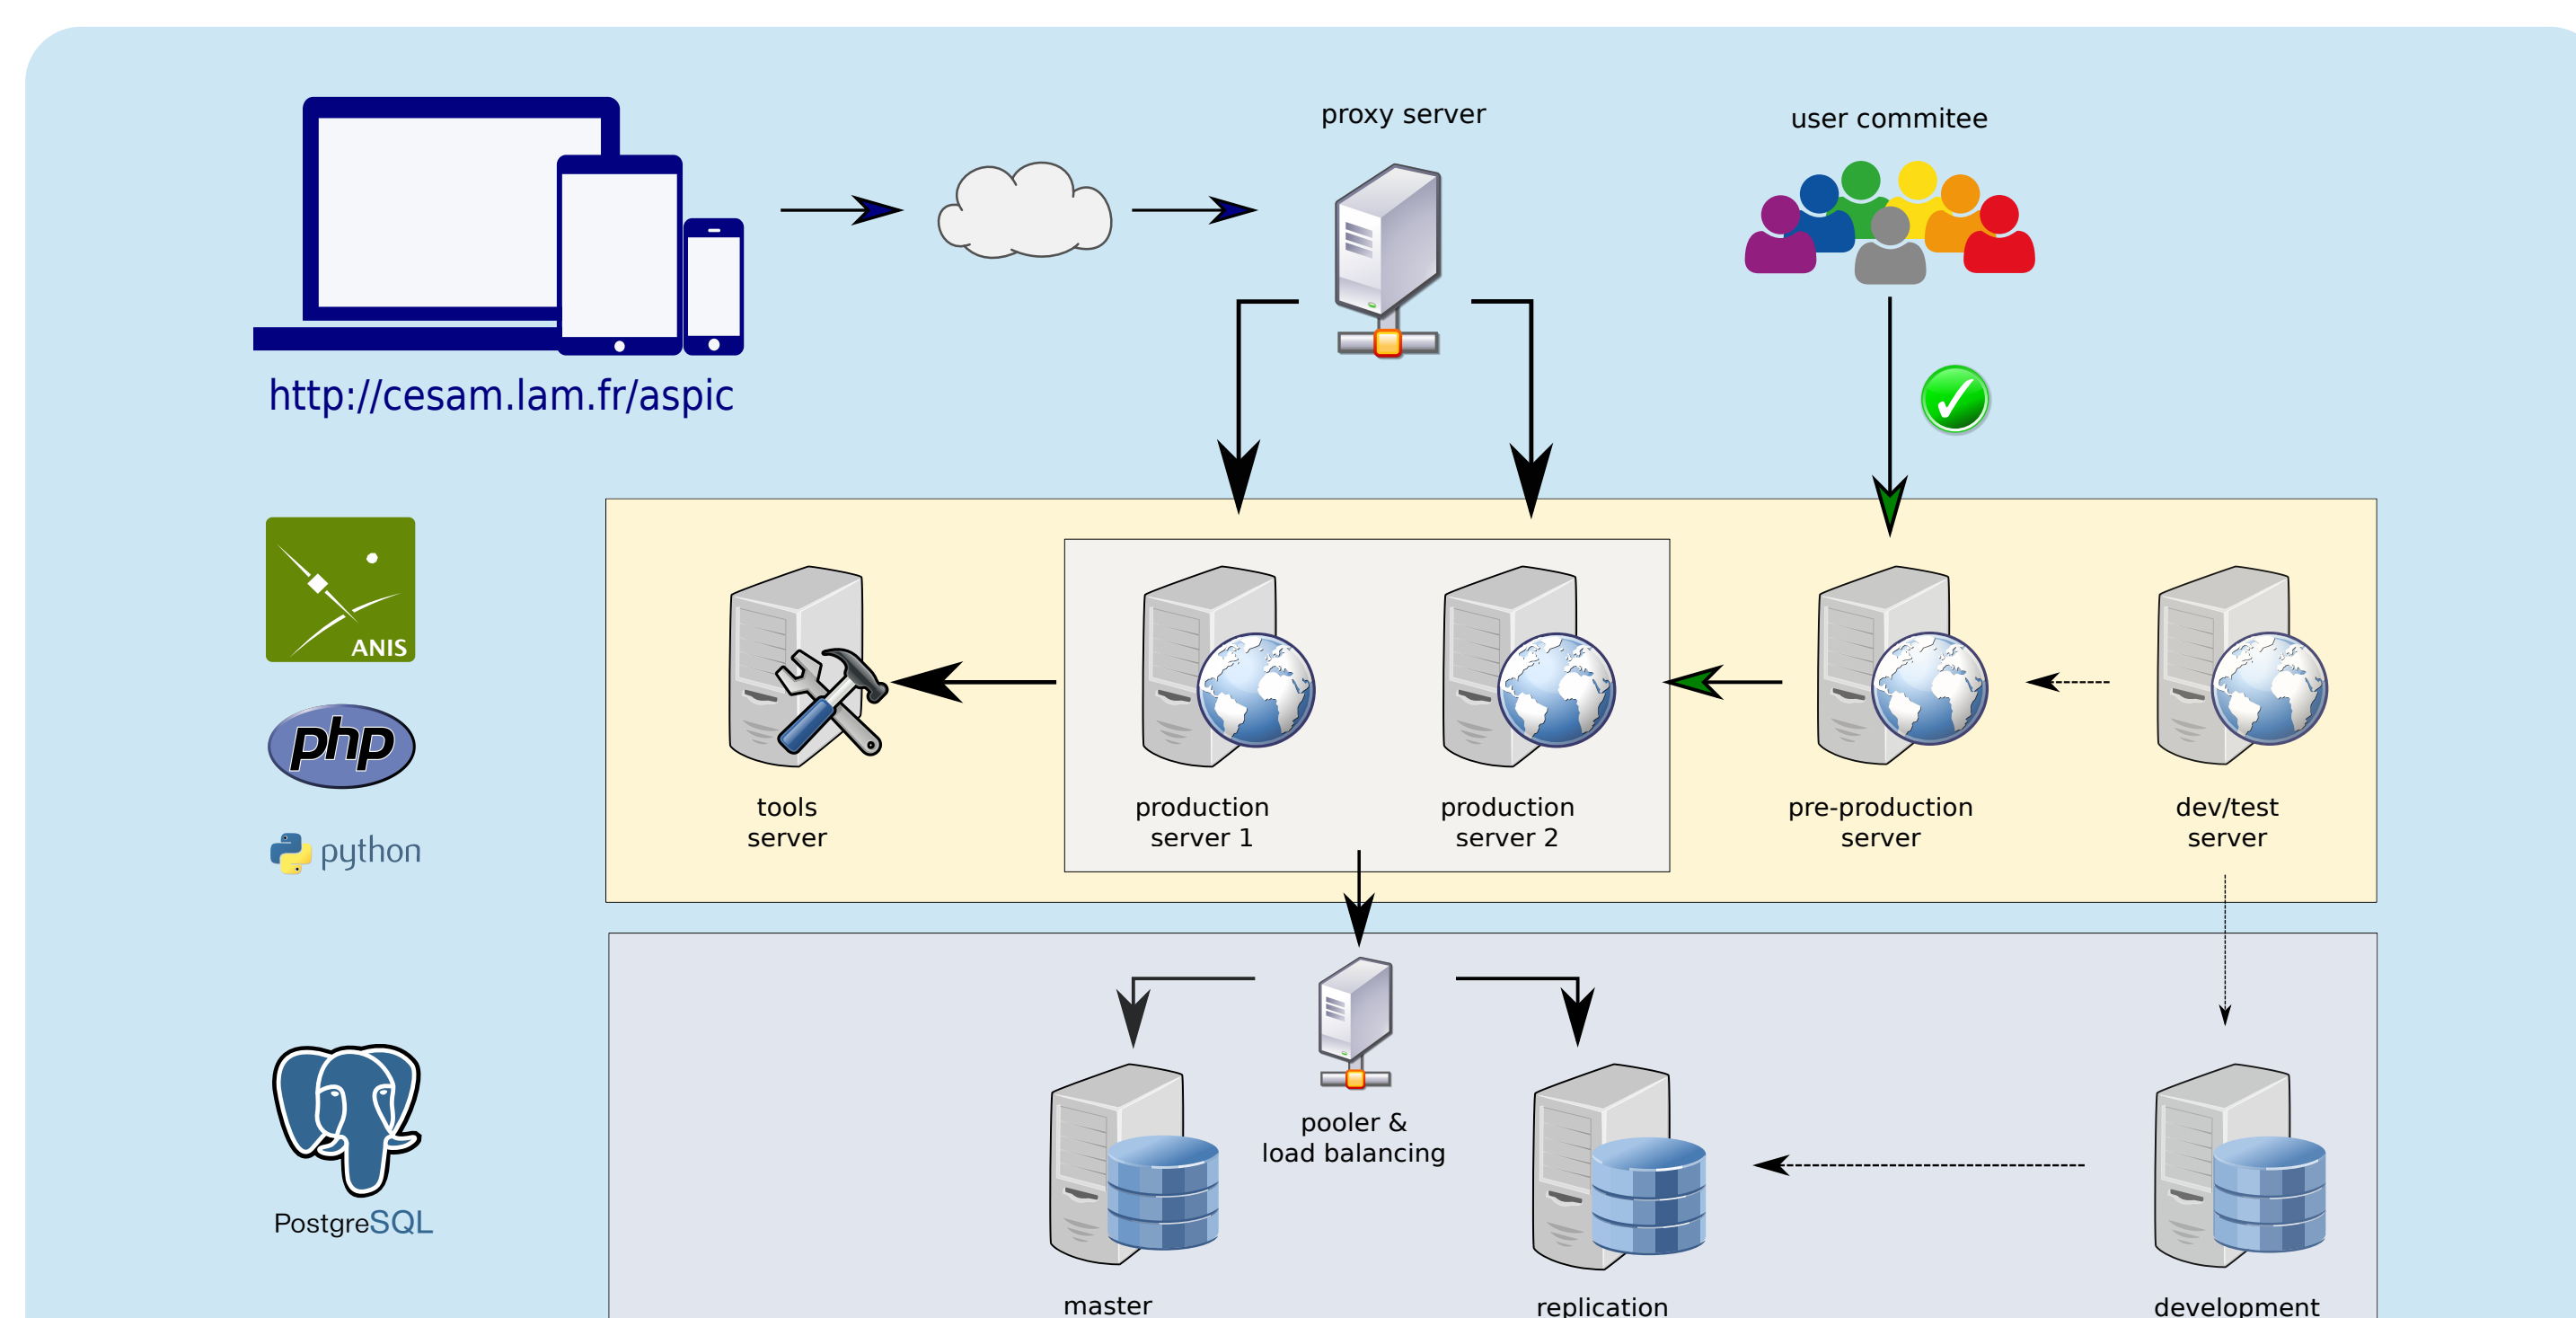 proxy server
user commitee
http://cesam.lam.fr/aspic
ANIS
php
python
tools
server
production
server 1
production
server 2
pre-production
server
dev/test
server
pooler &
load balancing
PostgreSQL
master
replication
development